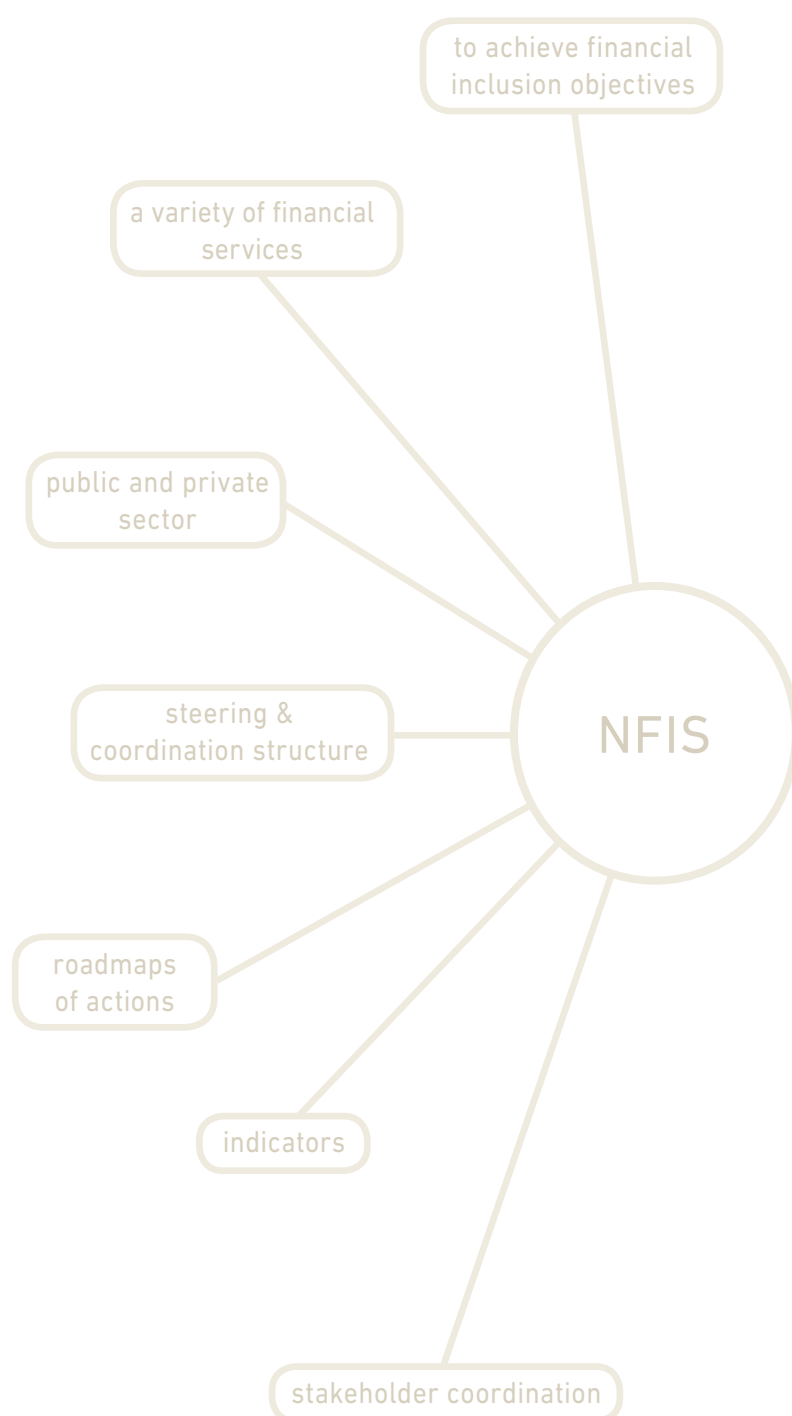 to achieve financial
inclusion objectives
a variety of financial
services
public and private
sector
steering &
coordination structure
NFIS
roadmaps
of actions
indicators
stakeholder coordination